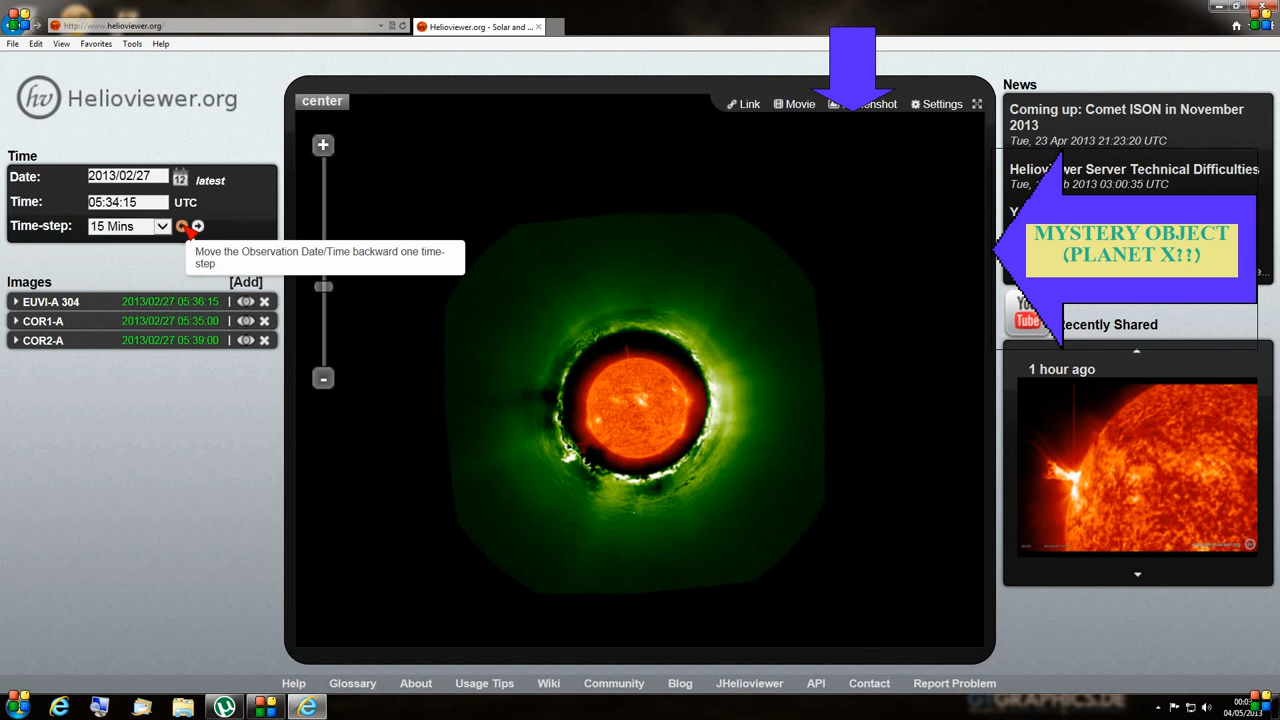 http://www.helioviewer.org/
Helioviewer.org - Solar and ...
File Edit View Favorites Tools Help
hv Helioviewer.org
Time
Date: 2013/02/27 12 latest
Time: 05:34:15 UTC
Time-step: 15 Mins
Move the Observation Date/Time backward one time-
step
Images [Add]
EUVI-A 304 2013/02/27 05:36:15 |
COR1-A 2013/02/27 05:35:00 |
COR2-A 2013/02/27 05:39:00 |
center
Link Movie Settings
+
-
News
Coming up: Comet ISON in November
2013
Tue, 23 Apr 2013 21:23:20 UTC
Server Technical Difficulties
2013 03:00:35 UTC
MYSTERY OBJECT
(PLANET X??)
You
Tube
Recently Shared
1 hour ago
Help Glossary About Usage Tips Wiki Community Blog JHelioviewer API Contact Report Problem
04/05/2013